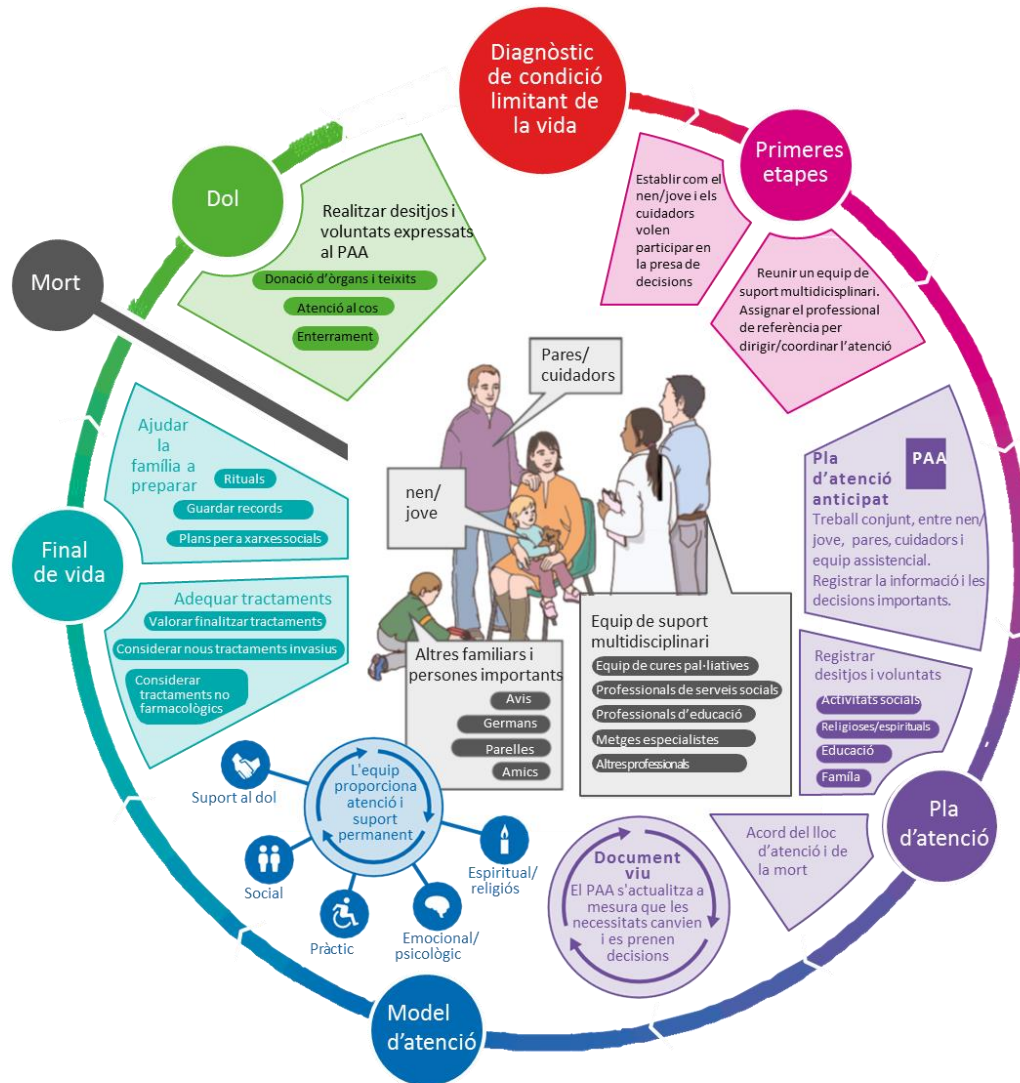 Diagnòstic
de condició
limitant de
la vida
Primeres
etapes
Establir com el
nen/jove i els
cuidadors
volen
participar en
la presa de
decisions
Reunir un equip de
suport multidicisplinari.
Assignar el professional
de referència per
dirigir/coordinar l’atenció
PAA
Pla
d’atenció
anticipat
Treball conjunt, entre nen/
jove, pares, cuidadors i
equip assistencial.
Registrar la informació i les
decisions importants.
Registrar
desitjos i voluntats
Activitats socials
Religioses/espirituals
Educació
Famíla
Pla
d’atenció
Acord del lloc
d’atenció i de
la mort
Document
viu
El PAA s'actualitza a
mesura que les
necessitats canvien
i es prenen
decisions
Model
d’atenció
L'equip
proporciona
atenció i
suport
permanent
Suport al dol
Social
Pràctic
Emocional/
psicològic
Espiritual/
religiós
Final
de vida
Adequar tractaments
Valorar finalitzar tractaments
Considerar nous tractaments invasius
Considerar
tractaments no
farmacològics
Ajudar
la
família a
preparar
Rituals
Guardar records
Plans per a xarxes socials
Mort
Dol
Realitzar desitjos i
voluntats expressats
al PAA
Donació d’òrgans i teixits
Atenció al cos
Enterrament
Pares/
cuidadors
nen/
jove
Altres familiars i
persones importants
Avis
Germans
Parelles
Amics
Equip de suport
multidisciplinari
Equip de cures pal·liatives
Professionals de serveis socials
Professionals d’educació
Metges especialistes
Altres professionals